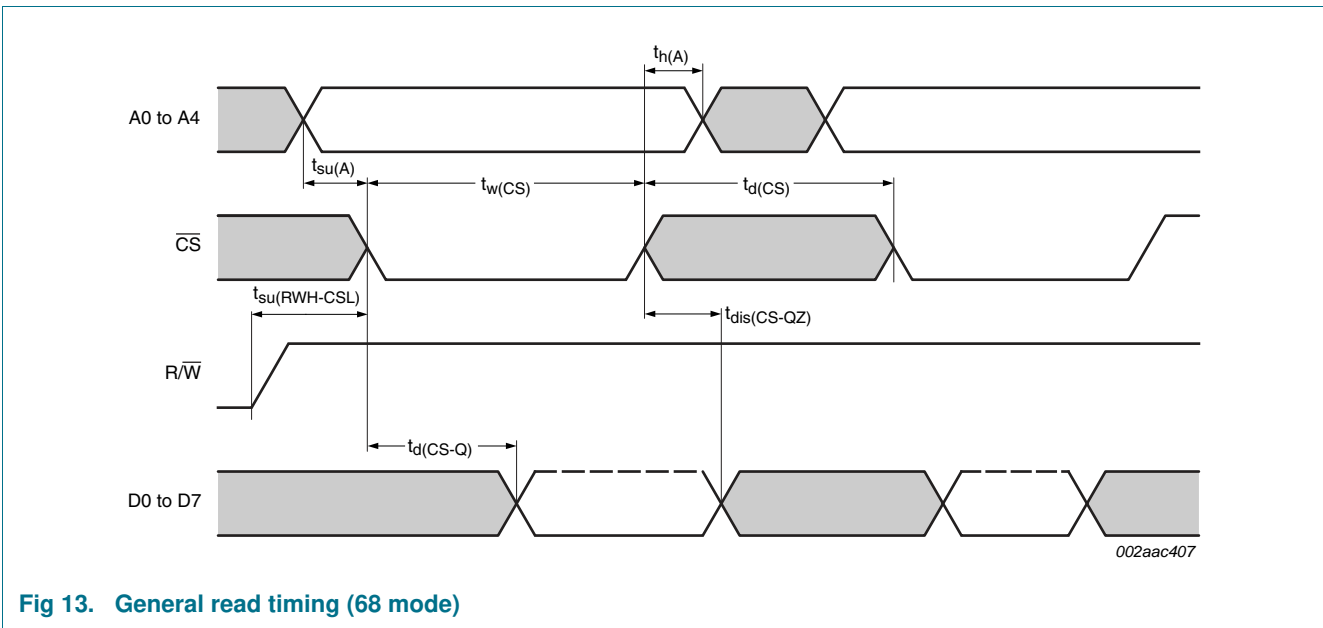 th(A)
A0 to A4
tsu(A)
tw(CS)
td(CS)
CS
tsu(RWH-CSL)
tdis(CS-QZ)
R/W
td(CS-Q)
D0 to D7
002aac407
Fig 13. General read timing (68 mode)